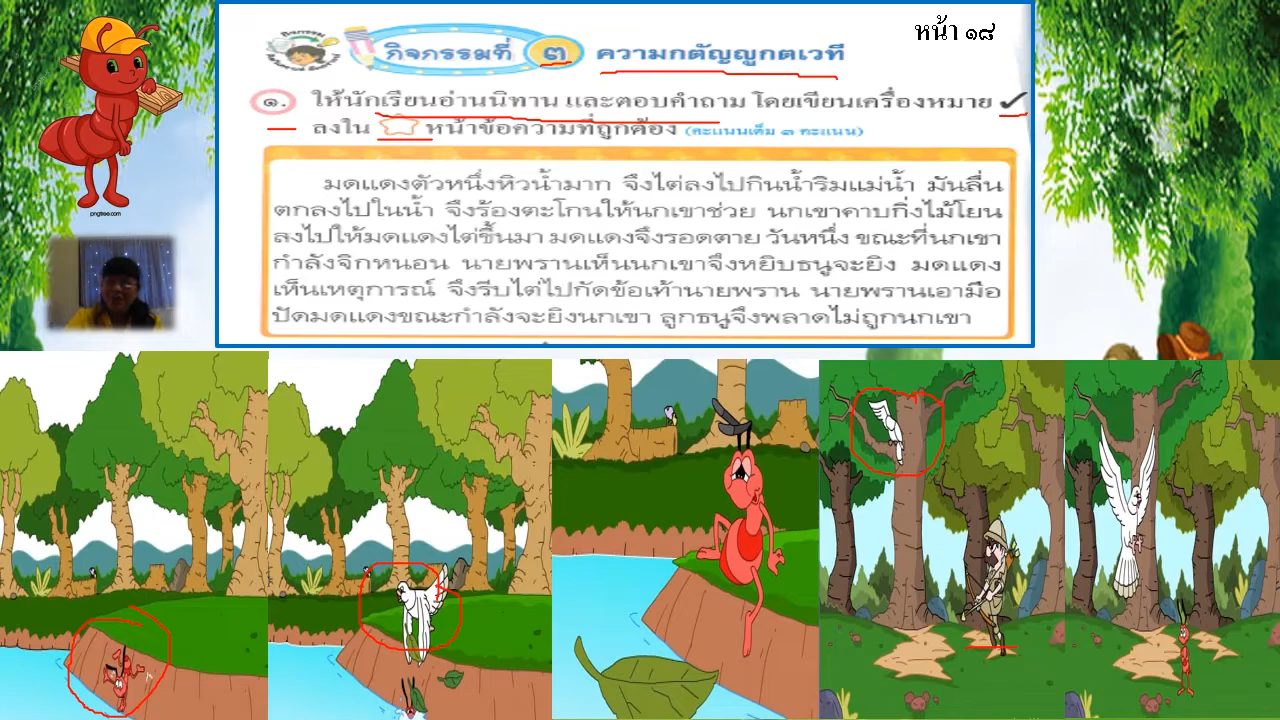 หน้า ๑๘
กิจกรรมที่ ๓ ความกตัญญูกตเวที
๑. ให้นักเรียนอ่านนิทาน และตอบคำถาม โดยเขียนเครื่องหมาย ✓
ลงใน หน้าข้อความที่ถูกต้อง (คะแนนเต็ม ๓ คะแนน)
มดแดงตัวหนึ่งหิวน้ำมาก จึงไต่ลงไปกินน้ำริมแม่น้ำ มันลื่น
ตกลงไปในน้ำ จึงร้องตะโกนให้นกเขาช่วย นกเขาคาบกิ่งไม้โยน
ลงไปให้มดแดงไต่ขึ้นมา มดแดงจึงรอดตาย วันหนึ่ง ขณะที่นกเขา
กำลังจิกหนอน นายพรานเห็นนกเขาจึงหยิบธนูจะยิง มดแดง
เห็นเหตุการณ์ จึงรีบไต่ไปกัดข้อเท้านายพราน นายพรานเอามือ
ปัดมดแดงขณะกำลังจะยิงนกเขา ลูกธนูจึงพลาดไม่ถูกนกเขา
pngtree.com